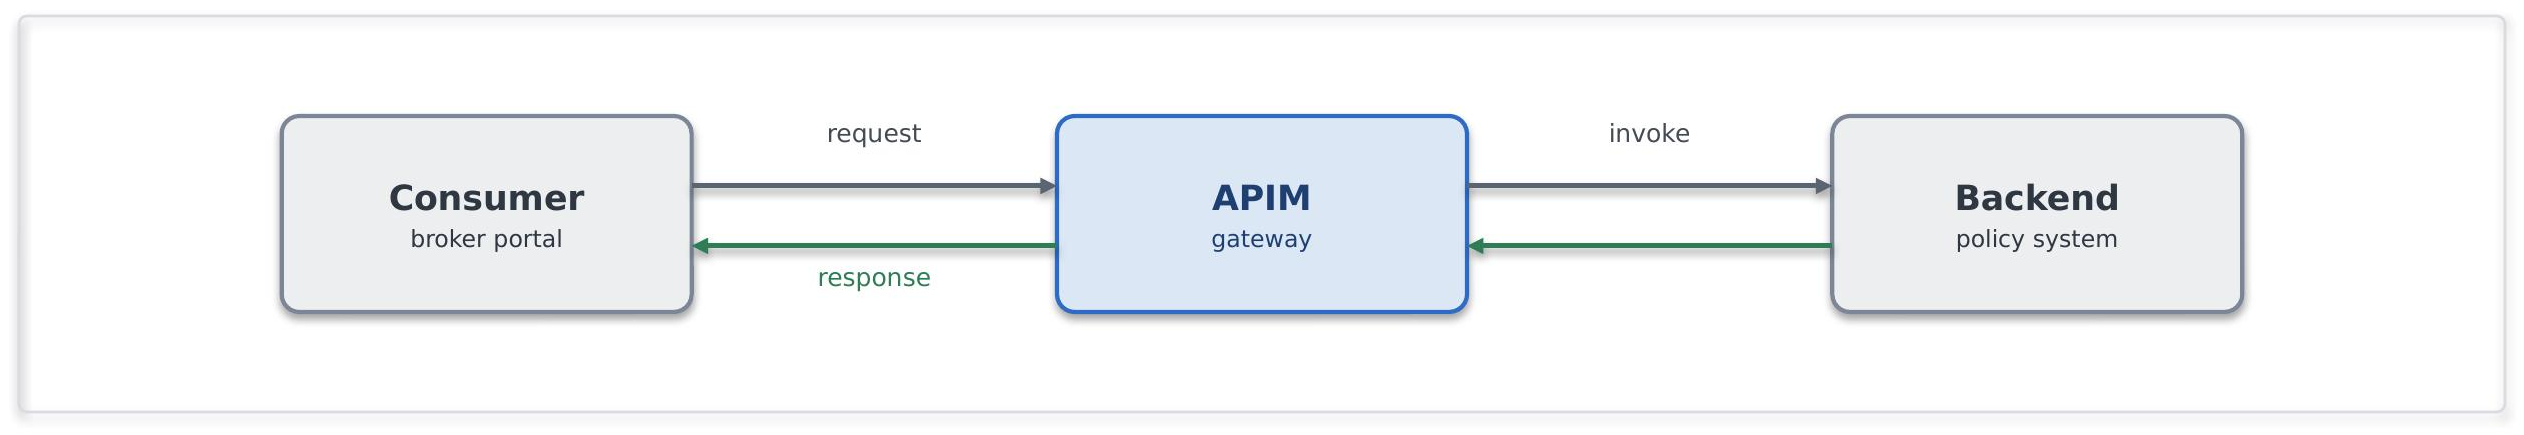 Consumer
broker portal
request
response
APIM
gateway
invoke
Backend
policy system